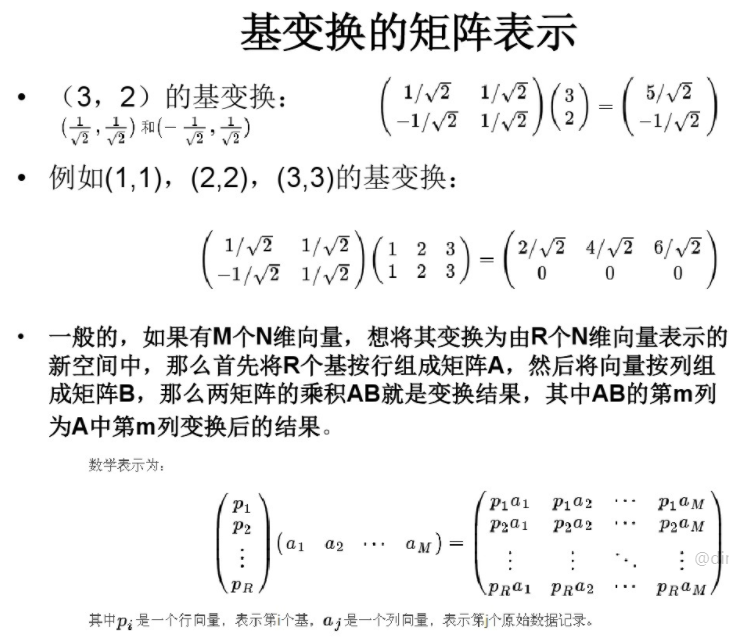 基变换的矩阵表示
• （3，2）的基变换： $\begin{pmatrix} 1/\sqrt{2} & 1/\sqrt{2} \\ -1/\sqrt{2} & 1/\sqrt{2} \end{pmatrix} \begin{pmatrix} 3 \\ 2 \end{pmatrix} = \begin{pmatrix} 5/\sqrt{2} \\ -1/\sqrt{2} \end{pmatrix}$
$(\frac{1}{\sqrt{2}}, \frac{1}{\sqrt{2}})$ 和 $(-\frac{1}{\sqrt{2}}, \frac{1}{\sqrt{2}})$
• 例如(1,1)，(2,2)，(3,3)的基变换：
$\begin{pmatrix} 1/\sqrt{2} & 1/\sqrt{2} \\ -1/\sqrt{2} & 1/\sqrt{2} \end{pmatrix} \begin{pmatrix} 1 & 2 & 3 \\ 1 & 2 & 3 \end{pmatrix} = \begin{pmatrix} 2/\sqrt{2} & 4/\sqrt{2} & 6/\sqrt{2} \\ 0 & 0 & 0 \end{pmatrix}$
• 一般的，如果有M个N维向量，想将其变换为由R个N维向量表示的
新空间中，那么首先将R个基按行组成矩阵A，然后将向量按列组
成矩阵B，那么两矩阵的乘积AB就是变换结果，其中AB的第m列
为A中第m列变换后的结果。
数学表示为：
$\begin{pmatrix} p_1 \\ p_2 \\ \vdots \\ p_R \end{pmatrix} \begin{pmatrix} a_1 & a_2 & \cdots & a_M \end{pmatrix} = \begin{pmatrix} p_1a_1 & p_1a_2 & \cdots & p_1a_M \\ p_2a_1 & p_2a_2 & \cdots & p_2a_M \\ \vdots & \vdots & \ddots & \vdots \\ p_Ra_1 & p_Ra_2 & \cdots & p_Ra_M \end{pmatrix}$
其中$p_i$是一个行向量，表示第i个基，$a_j$是一个列向量，表示第j个原始数据记录。